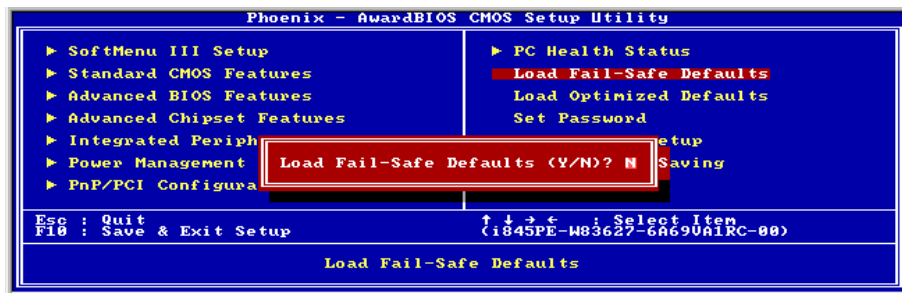 Phoenix - AwardBIOS CMOS Setup Utility
▶ SoftMenu III Setup
▶ Standard CMOS Features
▶ Advanced BIOS Features
▶ Advanced Chipset Features
▶ Integrated Periph
▶ Power Management
▶ PnP/PCI Configura
▶ PC Health Status
Load Fail-Safe Defaults
Load Optimized Defaults
Set Password
etup
Saving
Load Fail-Safe Defaults (Y/N)? N
Esc : Quit
F10 : Save & Exit Setup
↑ ↓ → ← : Select Item
(i845PE-W83627-6A69VA1RC-00)
Load Fail-Safe Defaults